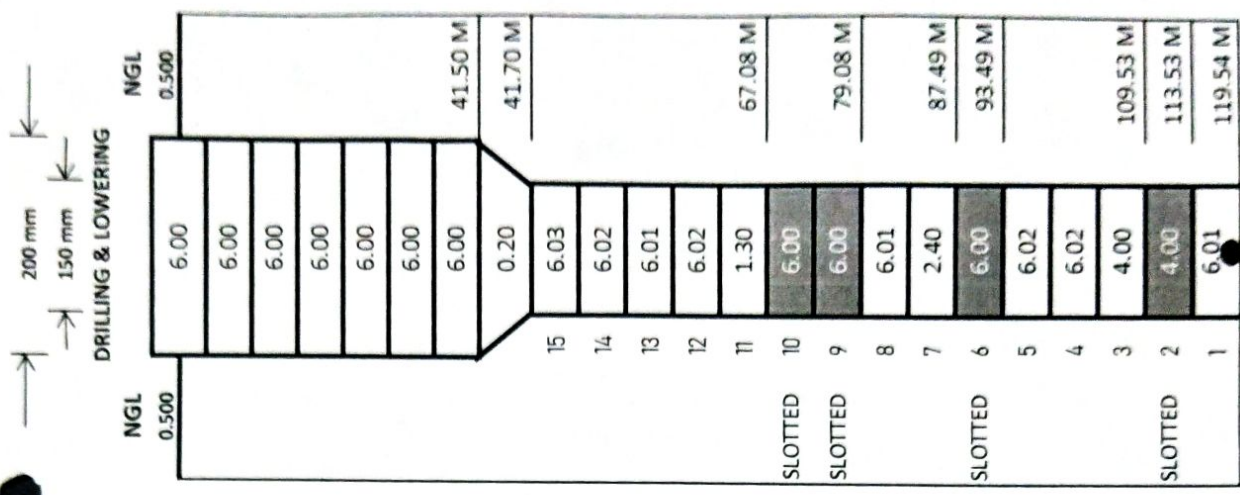 200 mm
150 mm
DRILLING & LOWERING
NGL NGL
0.500 0.500
6.00
6.00
6.00
6.00
6.00
6.00
6.00 41.50 M
0.20 41.70 M
15 6.03
14 6.02
13 6.01
12 6.02
11 1.30 67.08 M
SLOTTED 10 6.00
SLOTTED 9 6.00 79.08 M
8 6.01
7 2.40 87.49 M
SLOTTED 6 6.00 93.49 M
5 6.02
4 6.02
3 4.00 109.53 M
SLOTTED 2 4.00 113.53 M
1 6.01 119.54 M